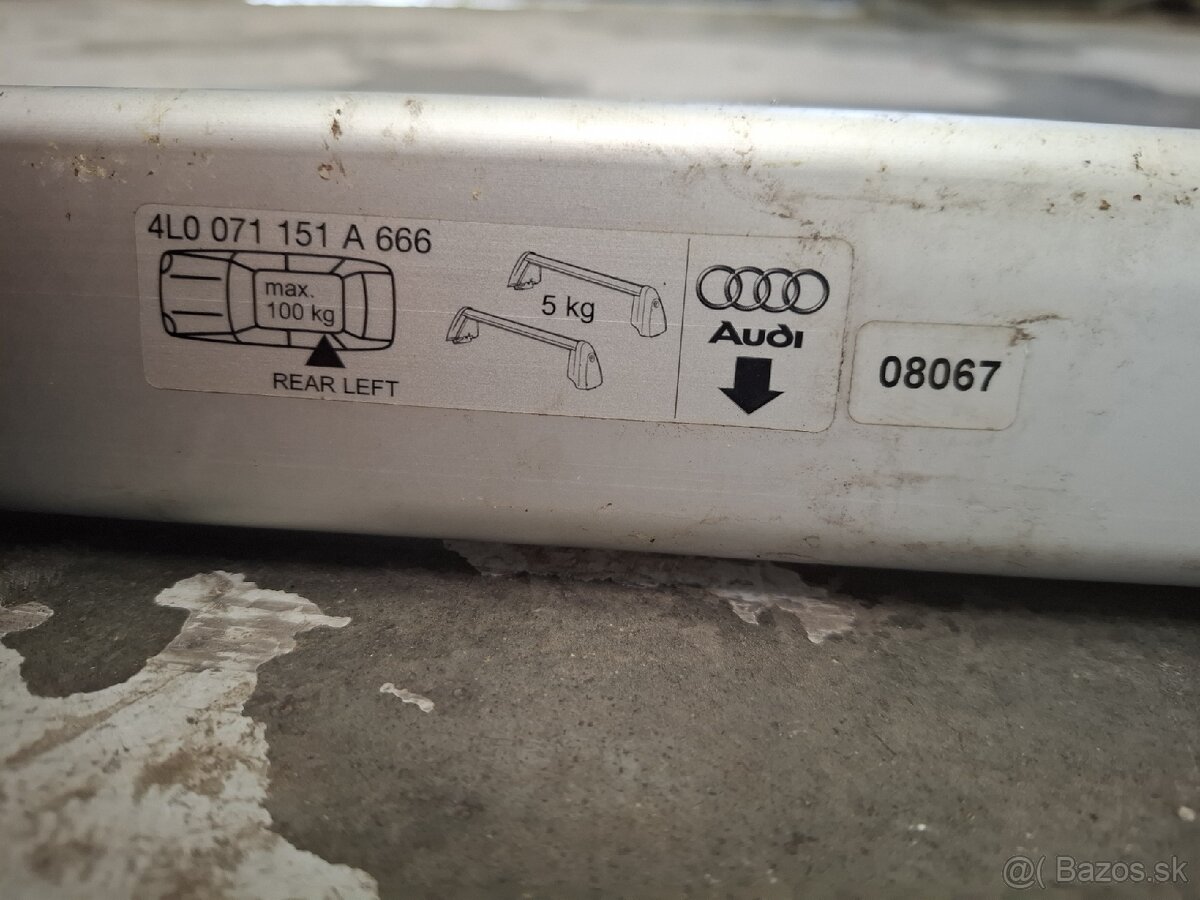 4L0 071 151 A 666
max.
100 kg
REAR LEFT
5 kg
Audi
08067
@( Bazos.sk